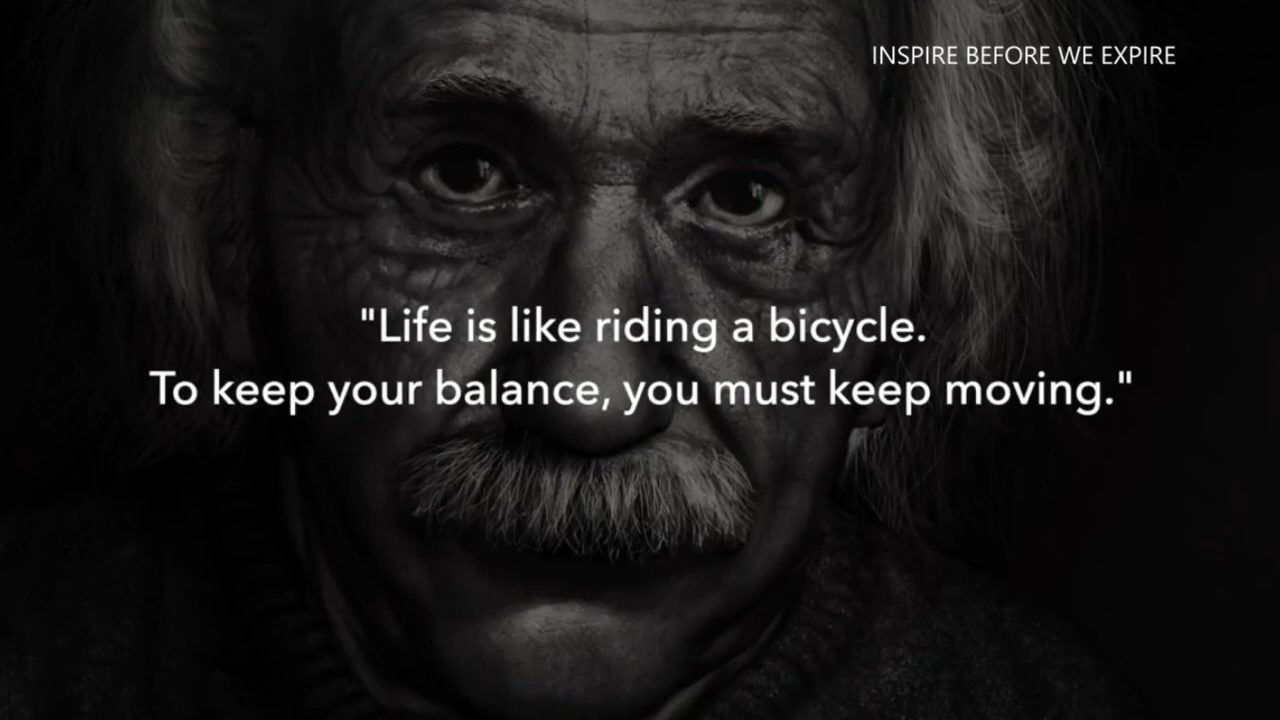 INSPIRE BEFORE WE EXPIRE
"Life is like riding a bicycle.
To keep your balance, you must keep moving."